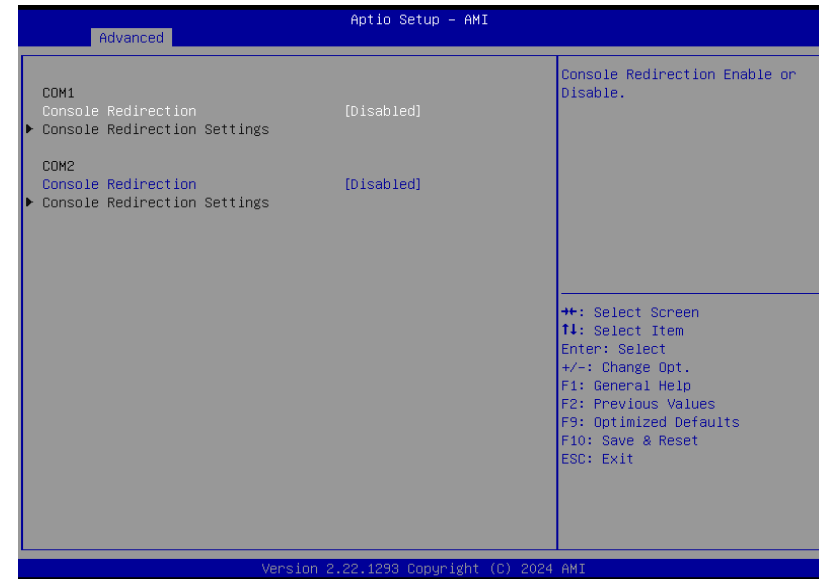 Aptio Setup – AMI
Advanced
COM1
Console Redirection [Disabled]
▶ Console Redirection Settings
COM2
Console Redirection [Disabled]
▶ Console Redirection Settings
Console Redirection Enable or
Disable.
→←: Select Screen
↑↓: Select Item
Enter: Select
+/-: Change Opt.
F1: General Help
F2: Previous Values
F9: Optimized Defaults
F10: Save & Reset
ESC: Exit
Version 2.22.1293 Copyright (C) 2024 AMI